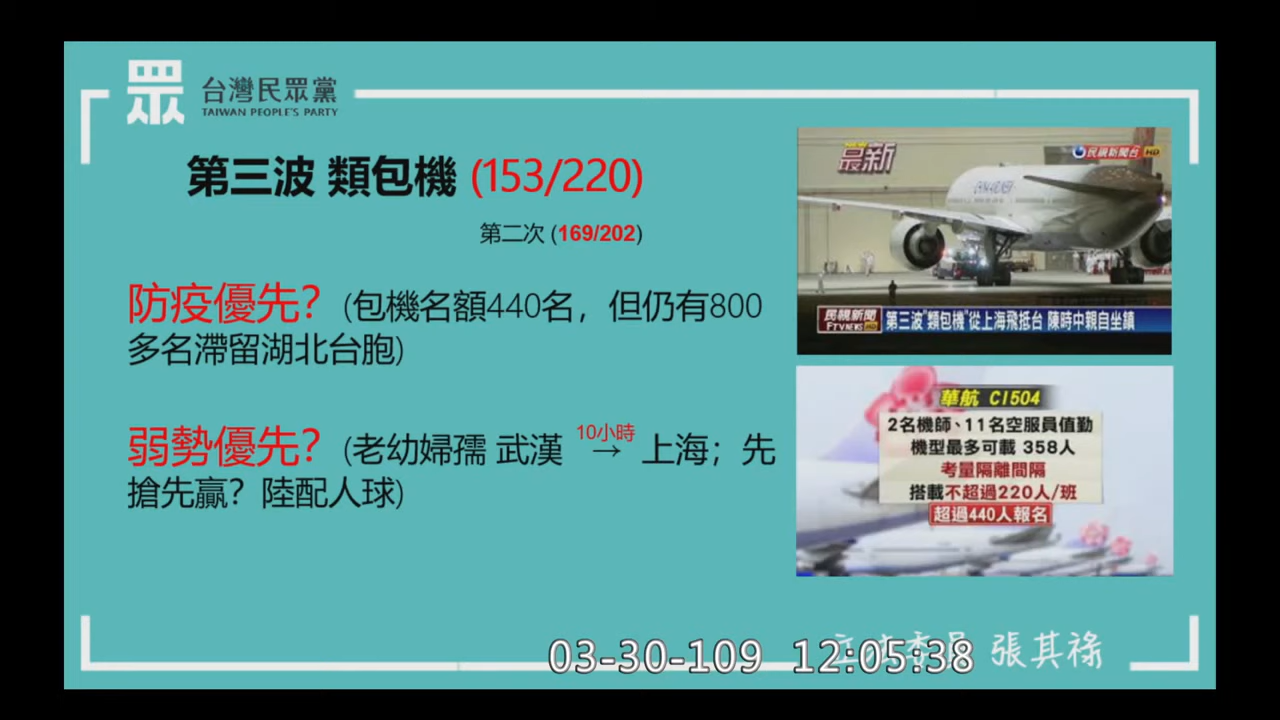 眾 台灣民眾黨
TAIWAN PEOPLE'S PARTY
第三波 類包機 (153/220)
第二次 (169/202)
防疫優先？(包機名額440名，但仍有800
多名滯留湖北台胞)
弱勢優先？(老幼婦孺 武漢 10小時 → 上海；先
搶先贏？陸配人球)
最新
民視新聞台 HD
民視新聞
FTVNEWS HD
第三波"類包機"從上海飛抵台 陳時中親自坐鎮
華航 CI504
2名機師、11名空服員值勤
機型最多可載 358人
考量隔離間隔
搭載不超過220人/班
超過440人報名
立法委員 張其祿
03-30-109 12:05:38